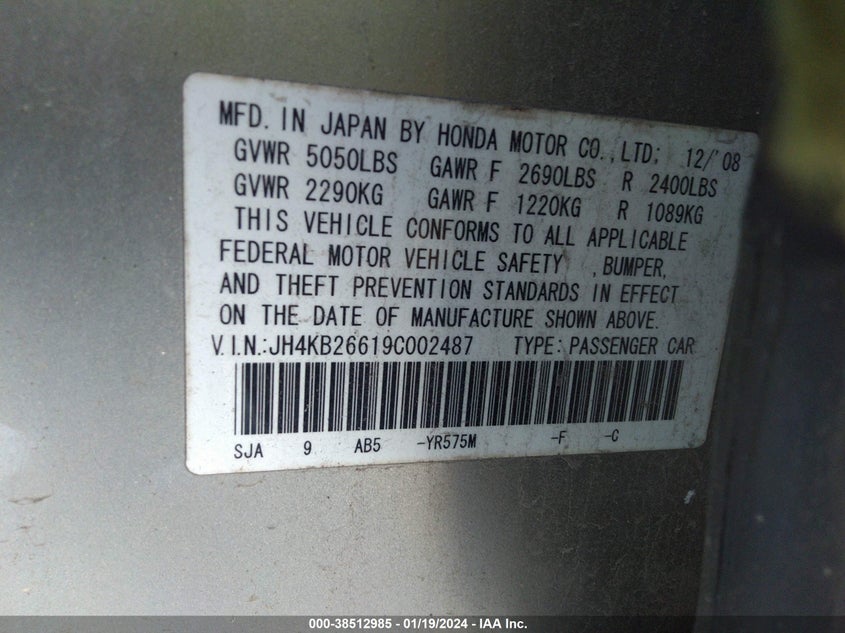 MFD. IN JAPAN BY HONDA MOTOR CO.,LTD; 12/'08
GVWR 5050LBS GAWR F 2690LBS R 2400LBS
GVWR 2290KG GAWR F 1220KG R 1089KG
THIS VEHICLE CONFORMS TO ALL APPLICABLE
FEDERAL MOTOR VEHICLE SAFETY , BUMPER,
AND THEFT PREVENTION STANDARDS IN EFFECT
ON THE DATE OF MANUFACTURE SHOWN ABOVE.
V.I.N.:JH4KB26619C002487 TYPE: PASSENGER CAR
SJA 9 AB5 -YR575M -F -C
000-38512985 - 01/19/2024 - IAA Inc.